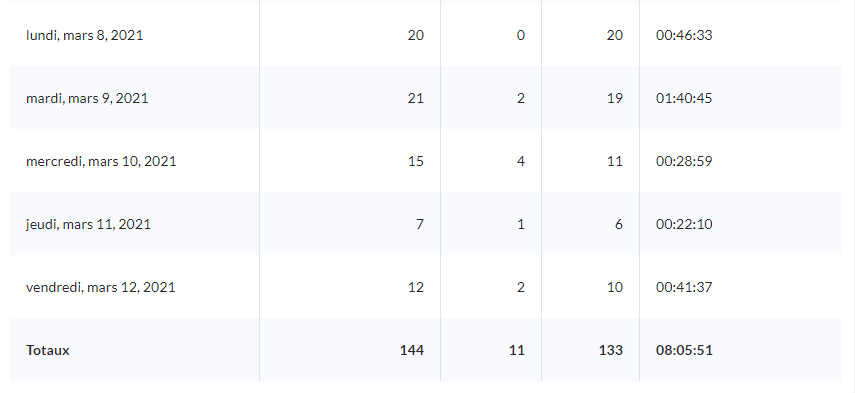 lundi, mars 8, 2021 20 0 20 00:46:33
mardi, mars 9, 2021 21 2 19 01:40:45
mercredi, mars 10, 2021 15 4 11 00:28:59
jeudi, mars 11, 2021 7 1 6 00:22:10
vendredi, mars 12, 2021 12 2 10 00:41:37
Totaux 144 11 133 08:05:51